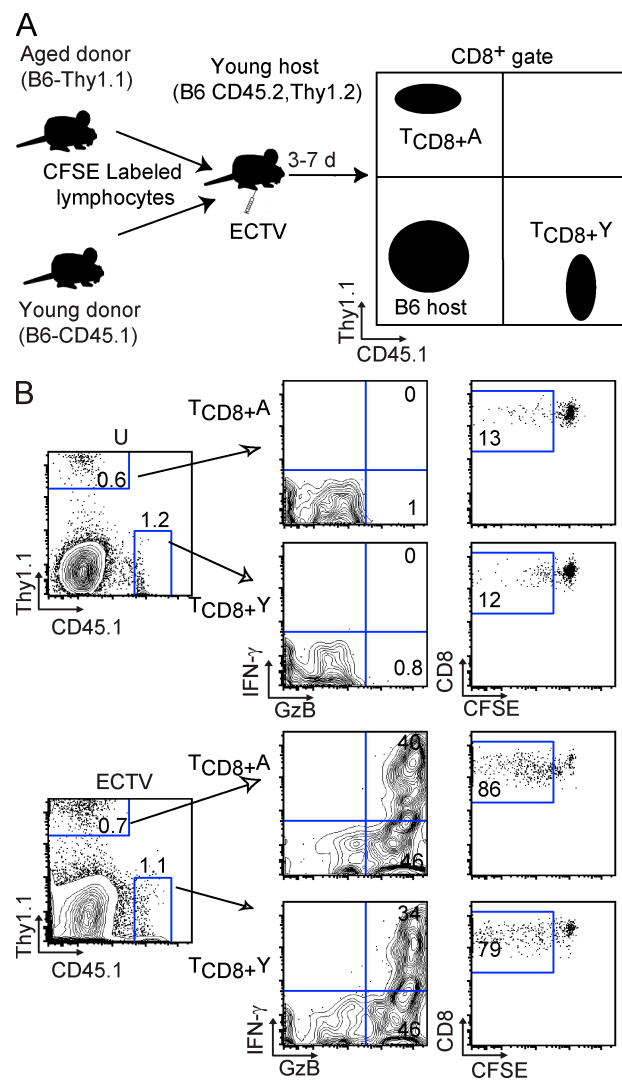 A
Aged donor
(B6-Thy1.1)
Young host
(B6 CD45.2,Thy1.2)
CD8+ gate
CFSE Labeled
lymphocytes
3-7 d
ECTV
TCD8+A
TCD8+Y
B6 host
Young donor
(B6-CD45.1)
Thy1.1
CD45.1
B
U
TCD8+A
0.6
1.2
0
1
13
Thy1.1
CD45.1
TCD8+Y
0
0.8
12
IFN-γ
GzB
CD8
CFSE
ECTV
TCD8+A
0.7
1.1
40
46
86
Thy1.1
CD45.1
TCD8+Y
34
46
79
IFN-γ
GzB
CD8
CFSE